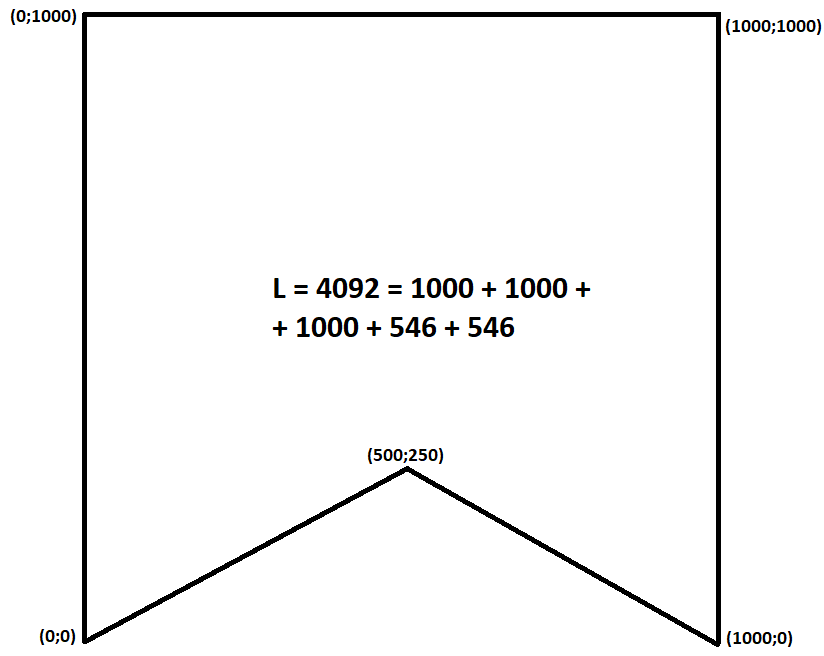 (0;1000)
(1000;1000)
L = 4092 = 1000 + 1000 +
+ 1000 + 546 + 546
(500;250)
(0;0)
(1000;0)